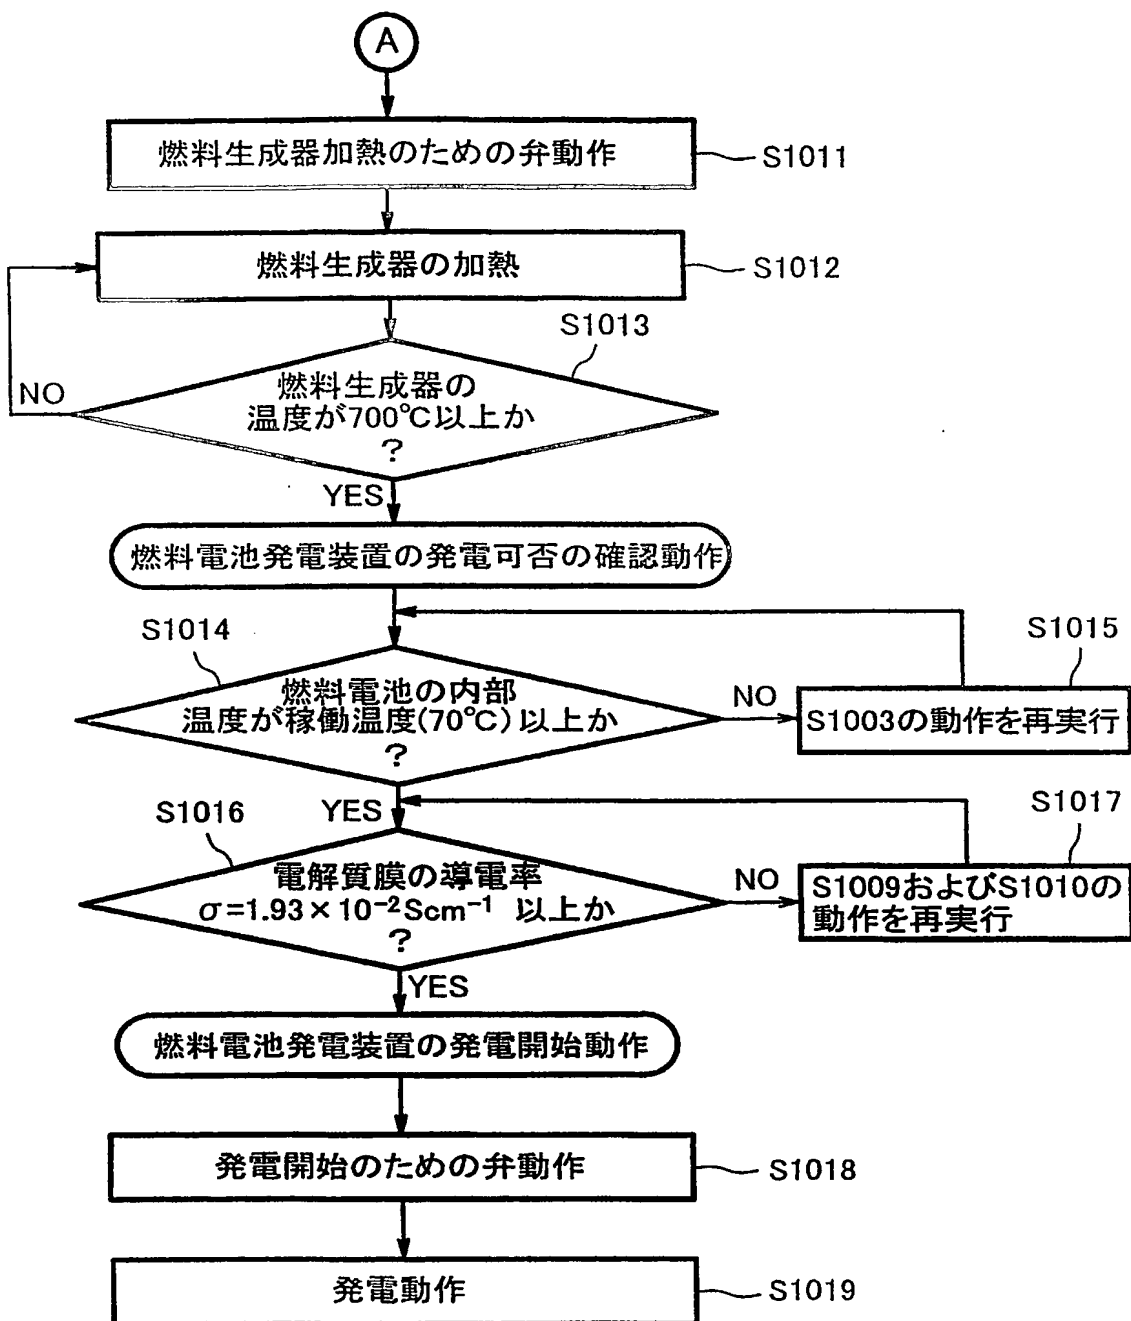 A
燃料生成器加熱のための弁動作
S1011
燃料生成器の加熱
S1012
S1013
燃料生成器の
温度が700℃以上か
?
NO
YES
燃料電池発電装置の発電可否の確認動作
S1014
燃料電池の内部
温度が稼働温度(70℃)以上か
?
NO
S1015
S1003の動作を再実行
YES
S1016
電解質膜の導電率
σ=1.93×10⁻²Scm⁻¹ 以上か
?
NO
S1017
S1009およびS1010の
動作を再実行
YES
燃料電池発電装置の発電開始動作
発電開始のための弁動作
S1018
発電動作
S1019